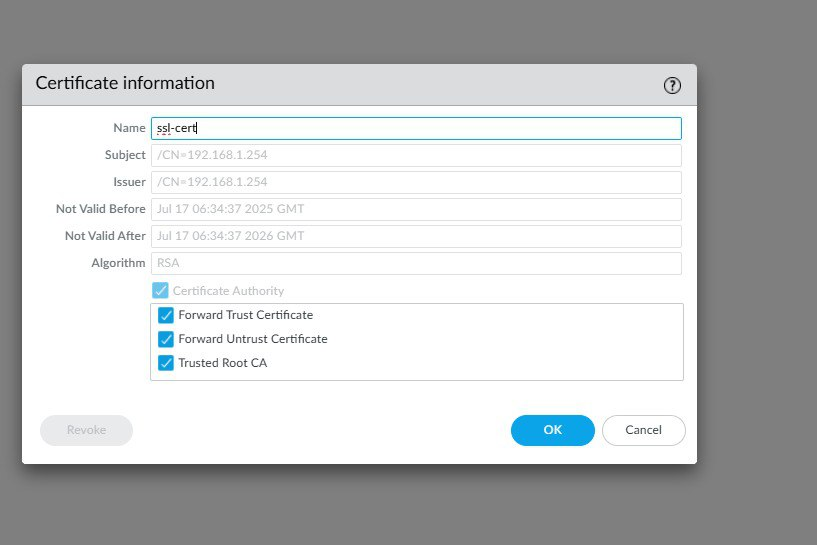 Certificate information
?
Name ssl-cert
Subject /CN=192.168.1.254
Issuer /CN=192.168.1.254
Not Valid Before Jul 17 06:34:37 2025 GMT
Not Valid After Jul 17 06:34:37 2026 GMT
Algorithm RSA
Certificate Authority
Forward Trust Certificate
Forward Untrust Certificate
Trusted Root CA
Revoke OK Cancel